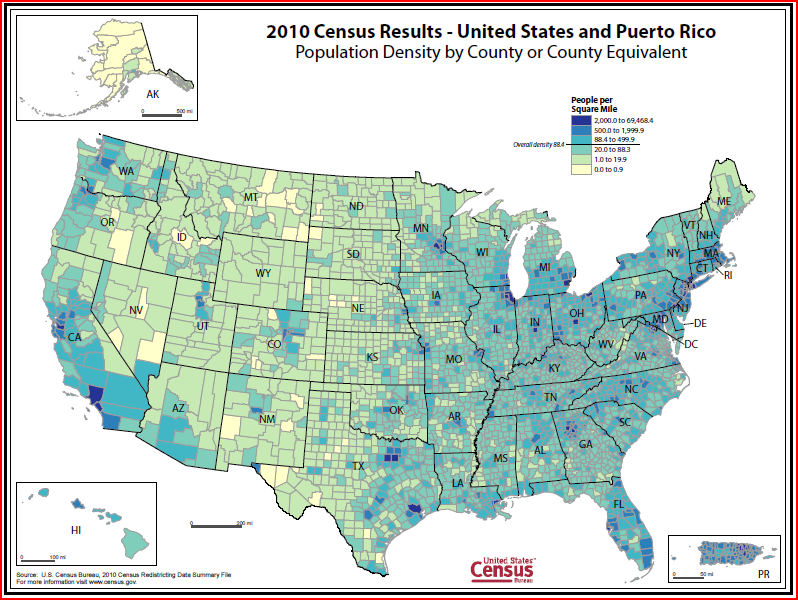 2010 Census Results - United States and Puerto Rico
Population Density by County or County Equivalent
AK
0 500 mi
People per
Square Mile
2,000.0 to 69,468.4
500.0 to 1,999.9
88.4 to 499.9
Overall density 88.4
20.0 to 88.3
1.0 to 19.9
0.0 to 0.9
WA
MT
ND
MN
ME
OR
ID
SD
WI
MI
VT
NH
NY
MA
CT
RI
WY
IA
NE
PA
NJ
NV
UT
CO
IL
IN
OH
MD
DE
DC
CA
KS
MO
WV
VA
KY
AZ
NM
OK
AR
TN
NC
SC
TX
LA
MS
AL
GA
FL
HI
0 100 mi
0 200 mi
PR
0 50 mi
United States™
Census
Bureau
Source: U.S. Census Bureau, 2010 Census Redistricting Data Summary File
For more information visit www.census.gov.